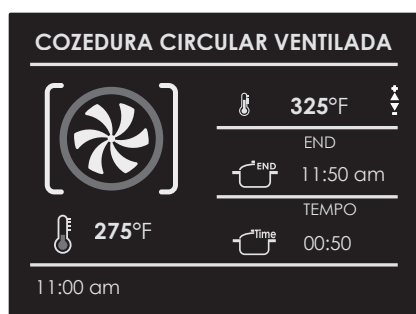 COZEDURA CIRCULAR VENTILADA
325°F
END
END
11:50 am
TEMPO
Time
00:50
275°F
11:00 am